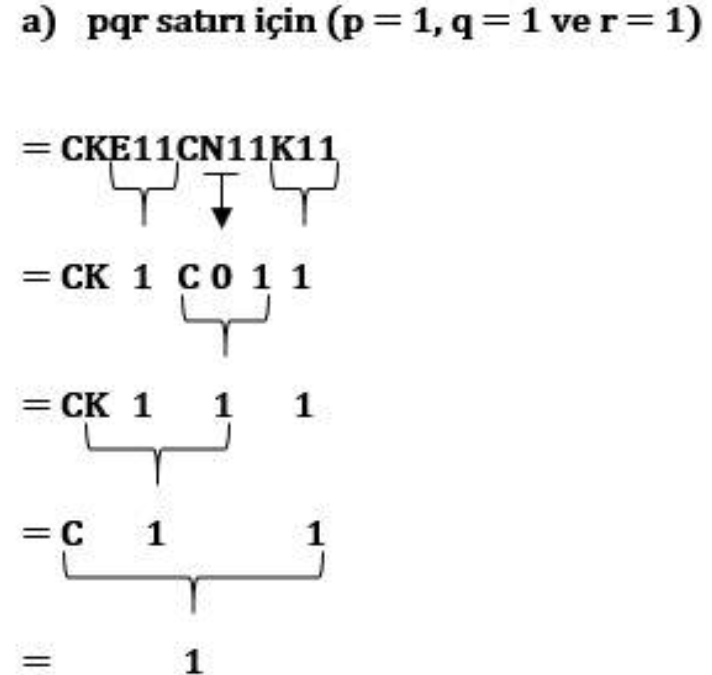 a) pqr satırı için (p = 1, q = 1 ve r = 1)
= CKE11CN11K11
= CK 1 C 0 1 1
= CK 1 1 1
= C 1 1
= 1